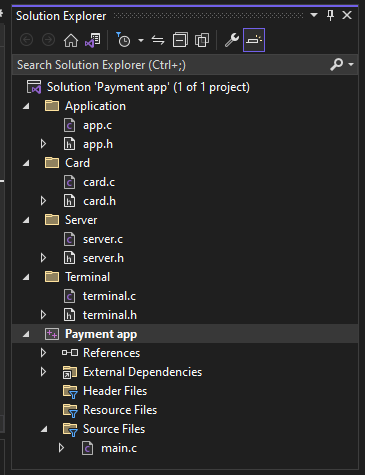 Solution Explorer
Search Solution Explorer (Ctrl+;)
Solution 'Payment app' (1 of 1 project)
Application
app.c
app.h
Card
card.c
card.h
Server
server.c
server.h
Terminal
terminal.c
terminal.h
Payment app
References
External Dependencies
Header Files
Resource Files
Source Files
main.c